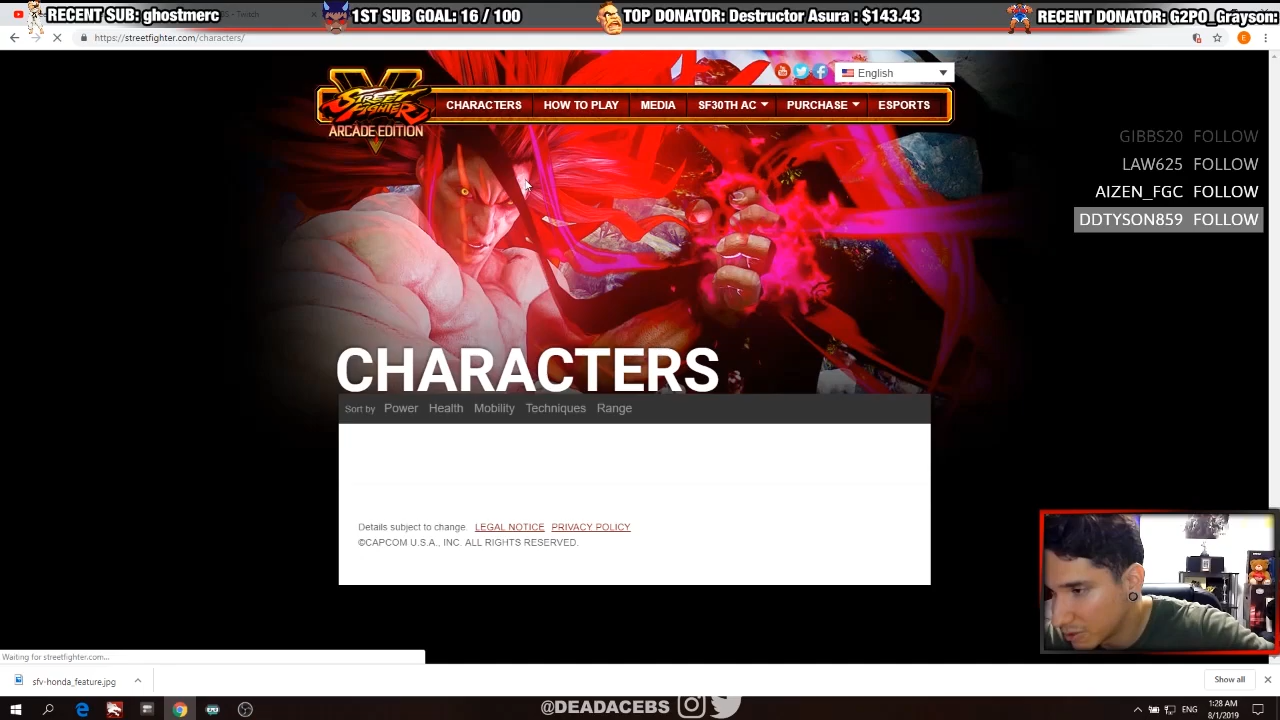 RECENT SUB: ghostmerc
1ST SUB GOAL: 16 / 100
TOP DONATOR: Destructor Asura : $143.43
RECENT DONATOR: G2PO_Grayson:
Twitch
https://streetfighter.com/characters/
E
English
V
STREET FIGHTER
ARCADE EDITION
CHARACTERS
HOW TO PLAY
MEDIA
SF30TH AC
PURCHASE
ESPORTS
GIBBS20 FOLLOW
LAW625 FOLLOW
AIZEN_FGC FOLLOW
DDTYSON859 FOLLOW
CHARACTERS
Sort by Power Health Mobility Techniques Range
Details subject to change LEGAL NOTICE PRIVACY POLICY
©CAPCOM U.S.A., INC. ALL RIGHTS RESERVED.
Waiting for streetfighter.com...
sfv-honda_feature.jpg
Show all
@DEADACEBS
ENG
1:28 AM
8/1/2019